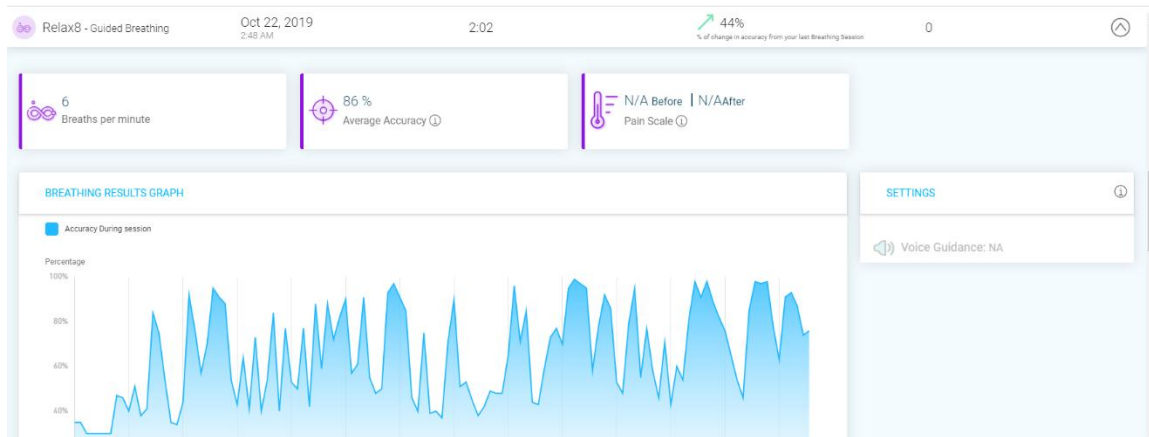 Relax8 - Guided Breathing
Oct 22, 2019
2:48 AM
2:02
44%
% of change in accuracy from your last Breathing Session
0
6
Breaths per minute
86 %
Average Accuracy
N/A Before | N/AAfter
Pain Scale
BREATHING RESULTS GRAPH
SETTINGS
Accuracy During session
Voice Guidance: NA
Percentage
100%
80%
60%
40%